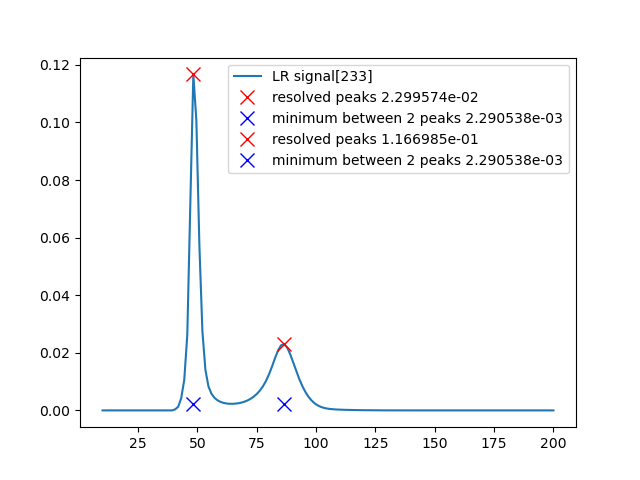 0.12
0.10
0.08
0.06
0.04
0.02
0.00
LR signal[233]
resolved peaks 2.299574e-02
minimum between 2 peaks 2.290538e-03
resolved peaks 1.166985e-01
minimum between 2 peaks 2.290538e-03
25 50 75 100 125 150 175 200